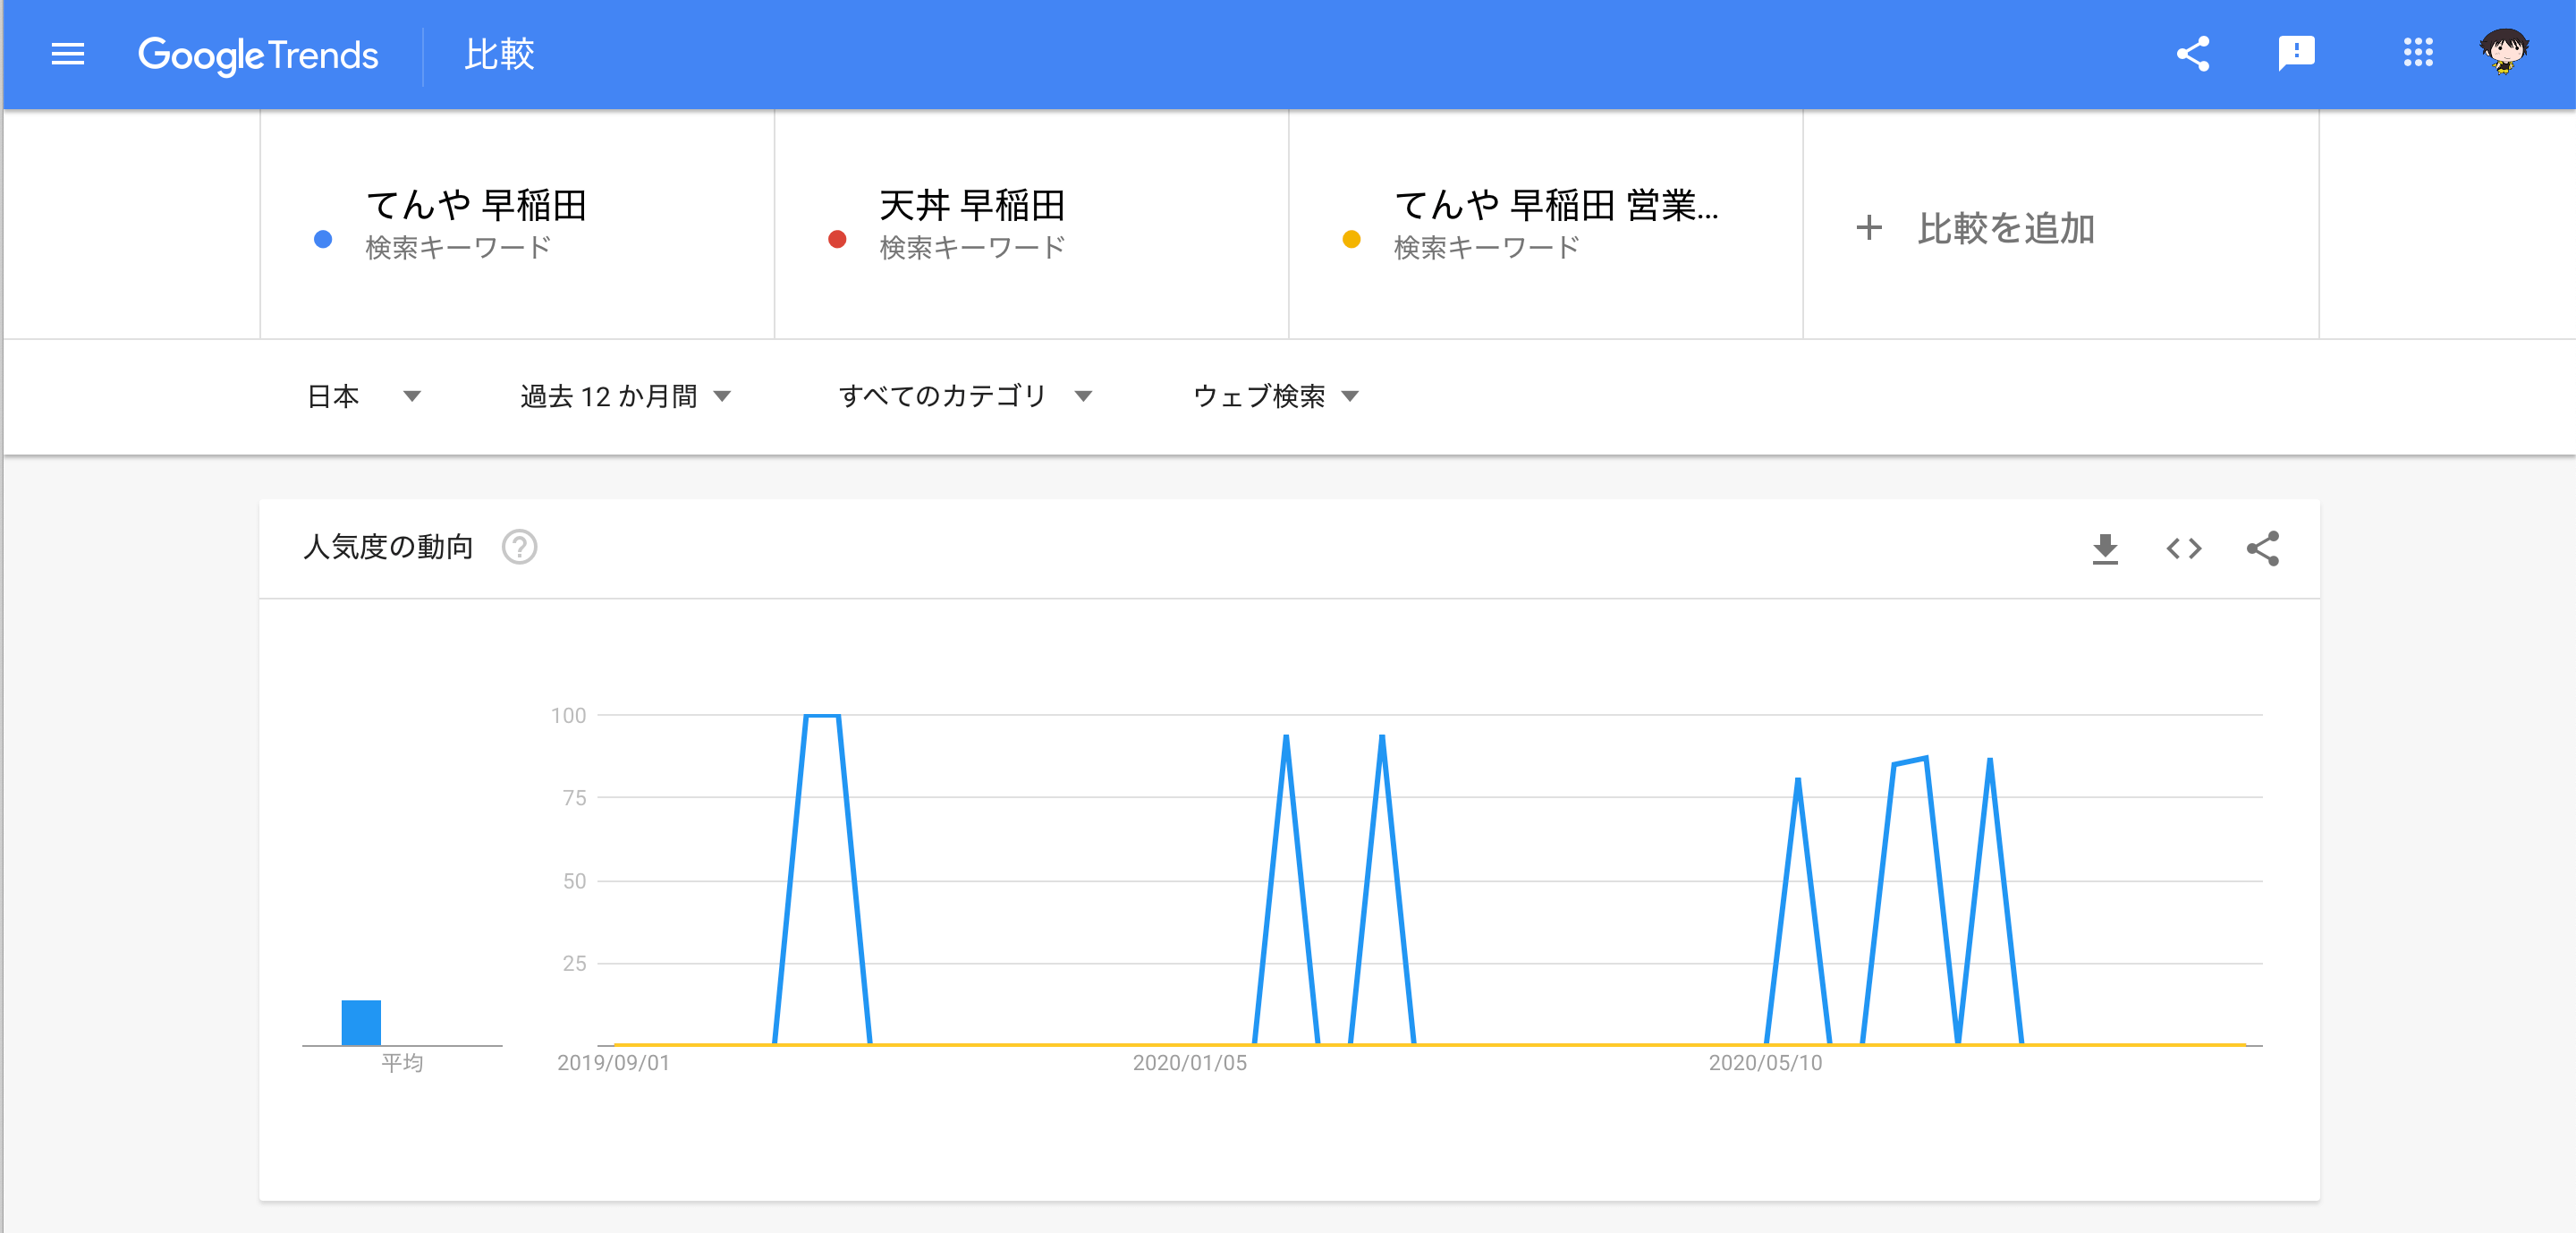 Google Trends 比較
てんや 早稲田
検索キーワード
天丼 早稲田
検索キーワード
てんや 早稲田 営業...
検索キーワード
+ 比較を追加
日本 過去 12 か月間 すべてのカテゴリ ウェブ検索
人気度の動向
100
75
50
25
平均
2019/09/01 2020/01/05 2020/05/10